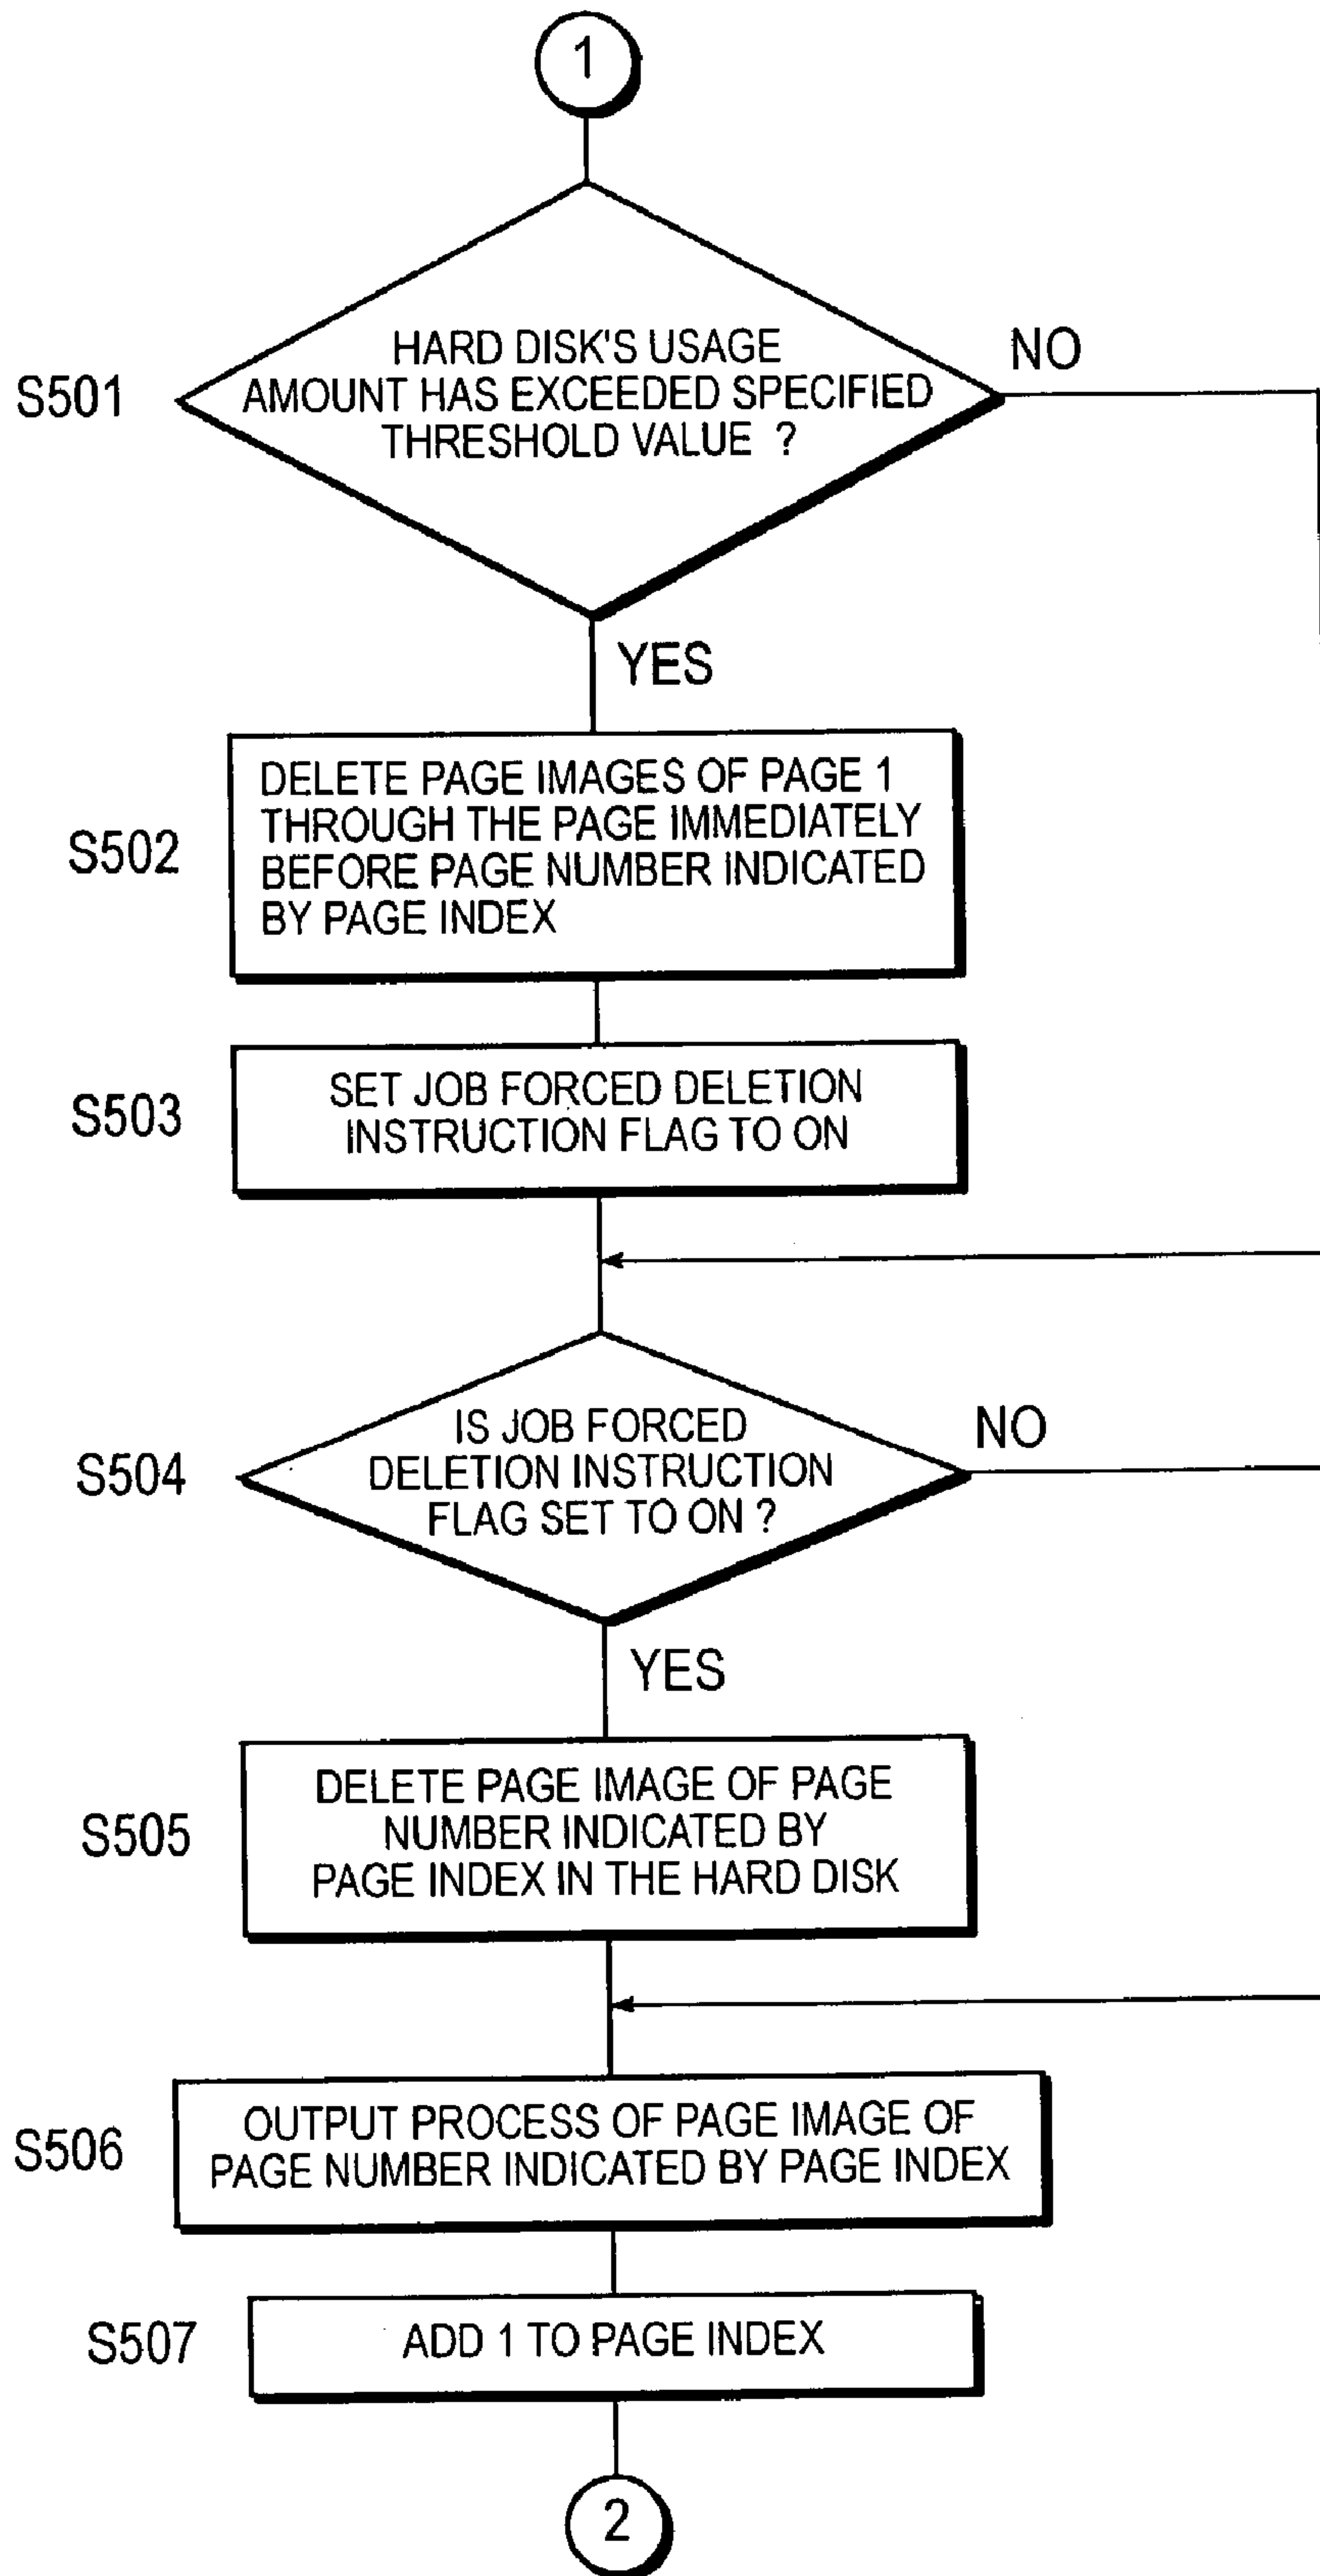 1
S501
HARD DISK'S USAGE
AMOUNT HAS EXCEEDED SPECIFIED
THRESHOLD VALUE ?
NO
YES
S502
DELETE PAGE IMAGES OF PAGE 1
THROUGH THE PAGE IMMEDIATELY
BEFORE PAGE NUMBER INDICATED
BY PAGE INDEX
S503
SET JOB FORCED DELETION
INSTRUCTION FLAG TO ON
S504
IS JOB FORCED
DELETION INSTRUCTION
FLAG SET TO ON ?
NO
YES
S505
DELETE PAGE IMAGE OF PAGE
NUMBER INDICATED BY
PAGE INDEX IN THE HARD DISK
S506
OUTPUT PROCESS OF PAGE IMAGE OF
PAGE NUMBER INDICATED BY PAGE INDEX
S507
ADD 1 TO PAGE INDEX
2